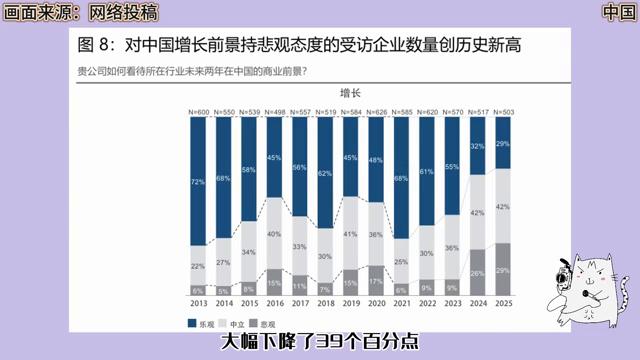 画面来源：网络投稿
中国
图 8：对中国增长前景持悲观态度的受访企业数量创历史新高
贵公司如何看待所在行业未来两年在中国的商业前景？
增长
N=600 N=550 N=539 N=498 N=557 N=519 N=584 N=626 N=585 N=620 N=570 N=517 N=503
72% 68% 58% 45% 56% 62% 45% 48% 68% 61% 55% 32% 29%
22% 27% 34% 40% 33% 30% 41% 36% 25% 30% 36% 42% 42%
6% 5% 8% 15% 11% 7% 15% 17% 6% 9% 9% 26% 29%
2013 2014 2015 2016 2017 2018 2019 2020 2021 2022 2023 2024 2025
乐观 中立 悲观
大幅下降了39个百分点